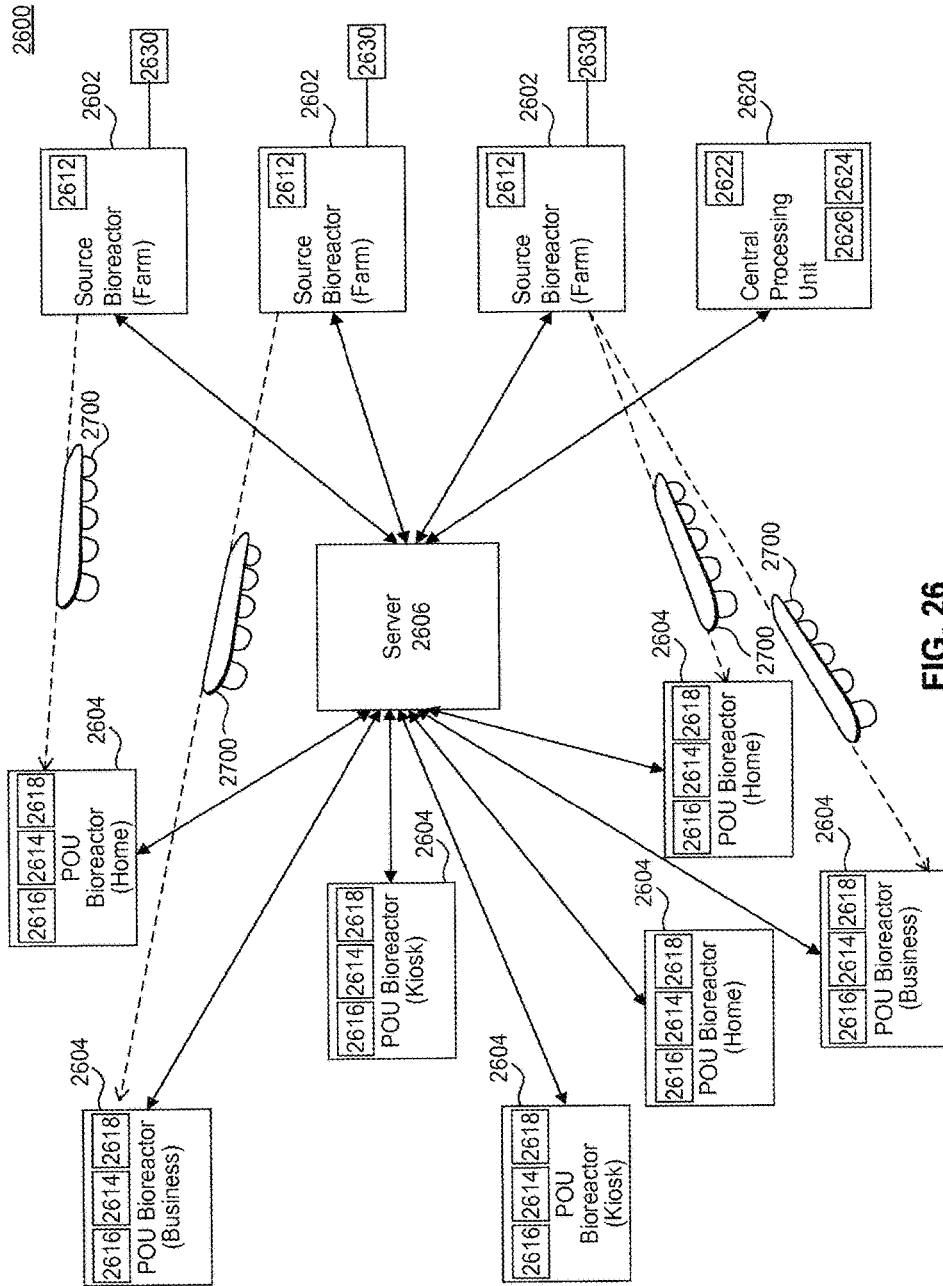 2600
2602
2612
Source
Bioreactor
(Farm)
2630
2602
2612
Source
Bioreactor
(Farm)
2630
2602
2612
Source
Bioreactor
(Farm)
2630
2620
2622
Central
Processing
Unit
2626 2624
2700
2700
2700
2700
Server
2606
2604
2616 2614 2618
POU
Bioreactor
(Home)
2604
2616 2614 2618
POU Bioreactor
(Business)
2604
2616 2614 2618
POU Bioreactor
(Kiosk)
2604
2616 2614 2618
POU
Bioreactor
(Kiosk)
2604
2616 2614 2618
POU Bioreactor
(Home)
2604
2616 2614 2618
POU Bioreactor
(Home)
2604
2616 2614 2618
POU Bioreactor
(Business)
FIG. 26